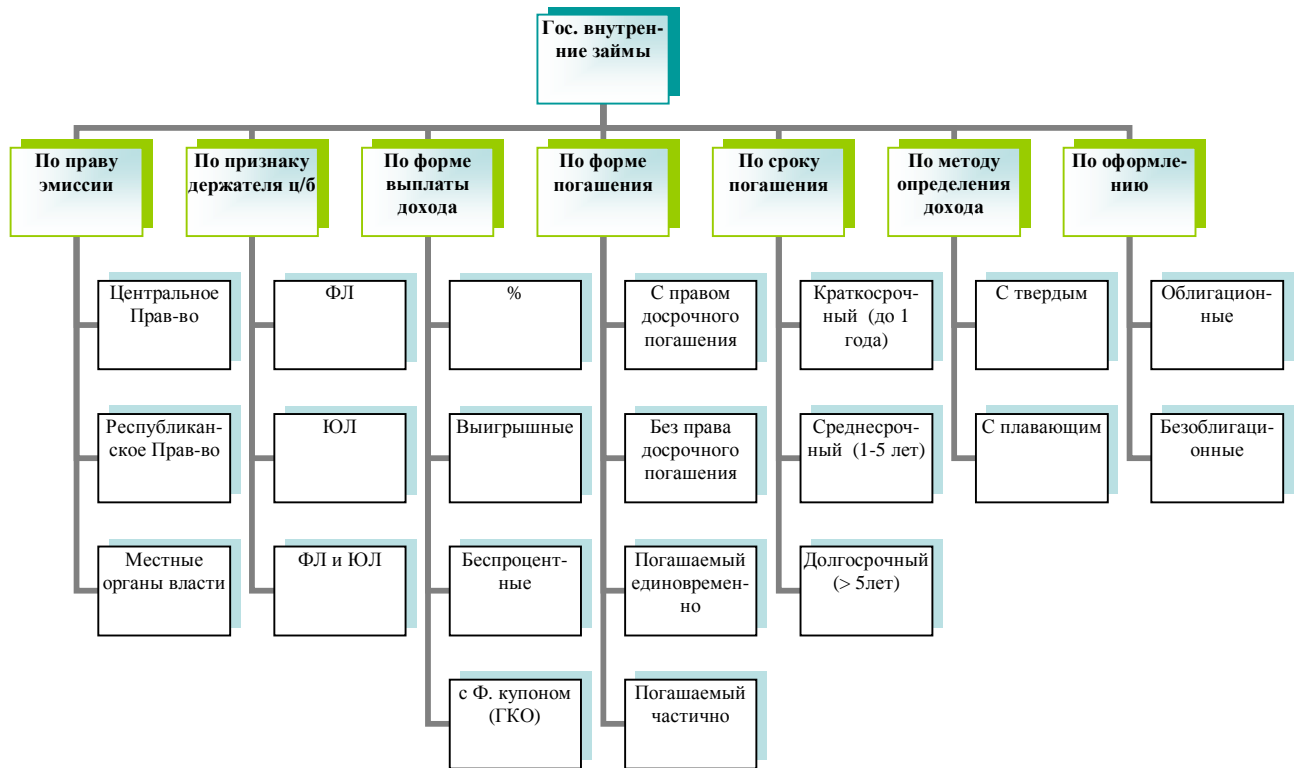 Гос. внутрен-
ние займы
По праву
эмиссии
По признаку
держателя ц/б
По форме
выплаты
дохода
По форме
погашения
По сроку
погашения
По методу
определения
дохода
По оформле-
нию
Центральное
Прав-во
ФЛ
%
С правом
досрочного
погашения
Краткосроч-
ный (до 1
года)
С твердым
Облигацион-
ные
Республикан-
ское Прав-во
ЮЛ
Выигрышные
Без права
досрочного
погашения
Среднесроч-
ный (1-5 лет)
С плавающим
Безоблигаци-
онные
Местные
органы власти
ФЛ и ЮЛ
Беспроцент-
ные
Погашаемый
единовремен-
но
Долгосрочный
(> 5лет)
с Ф. купоном
(ГКО)
Погашаемый
частично